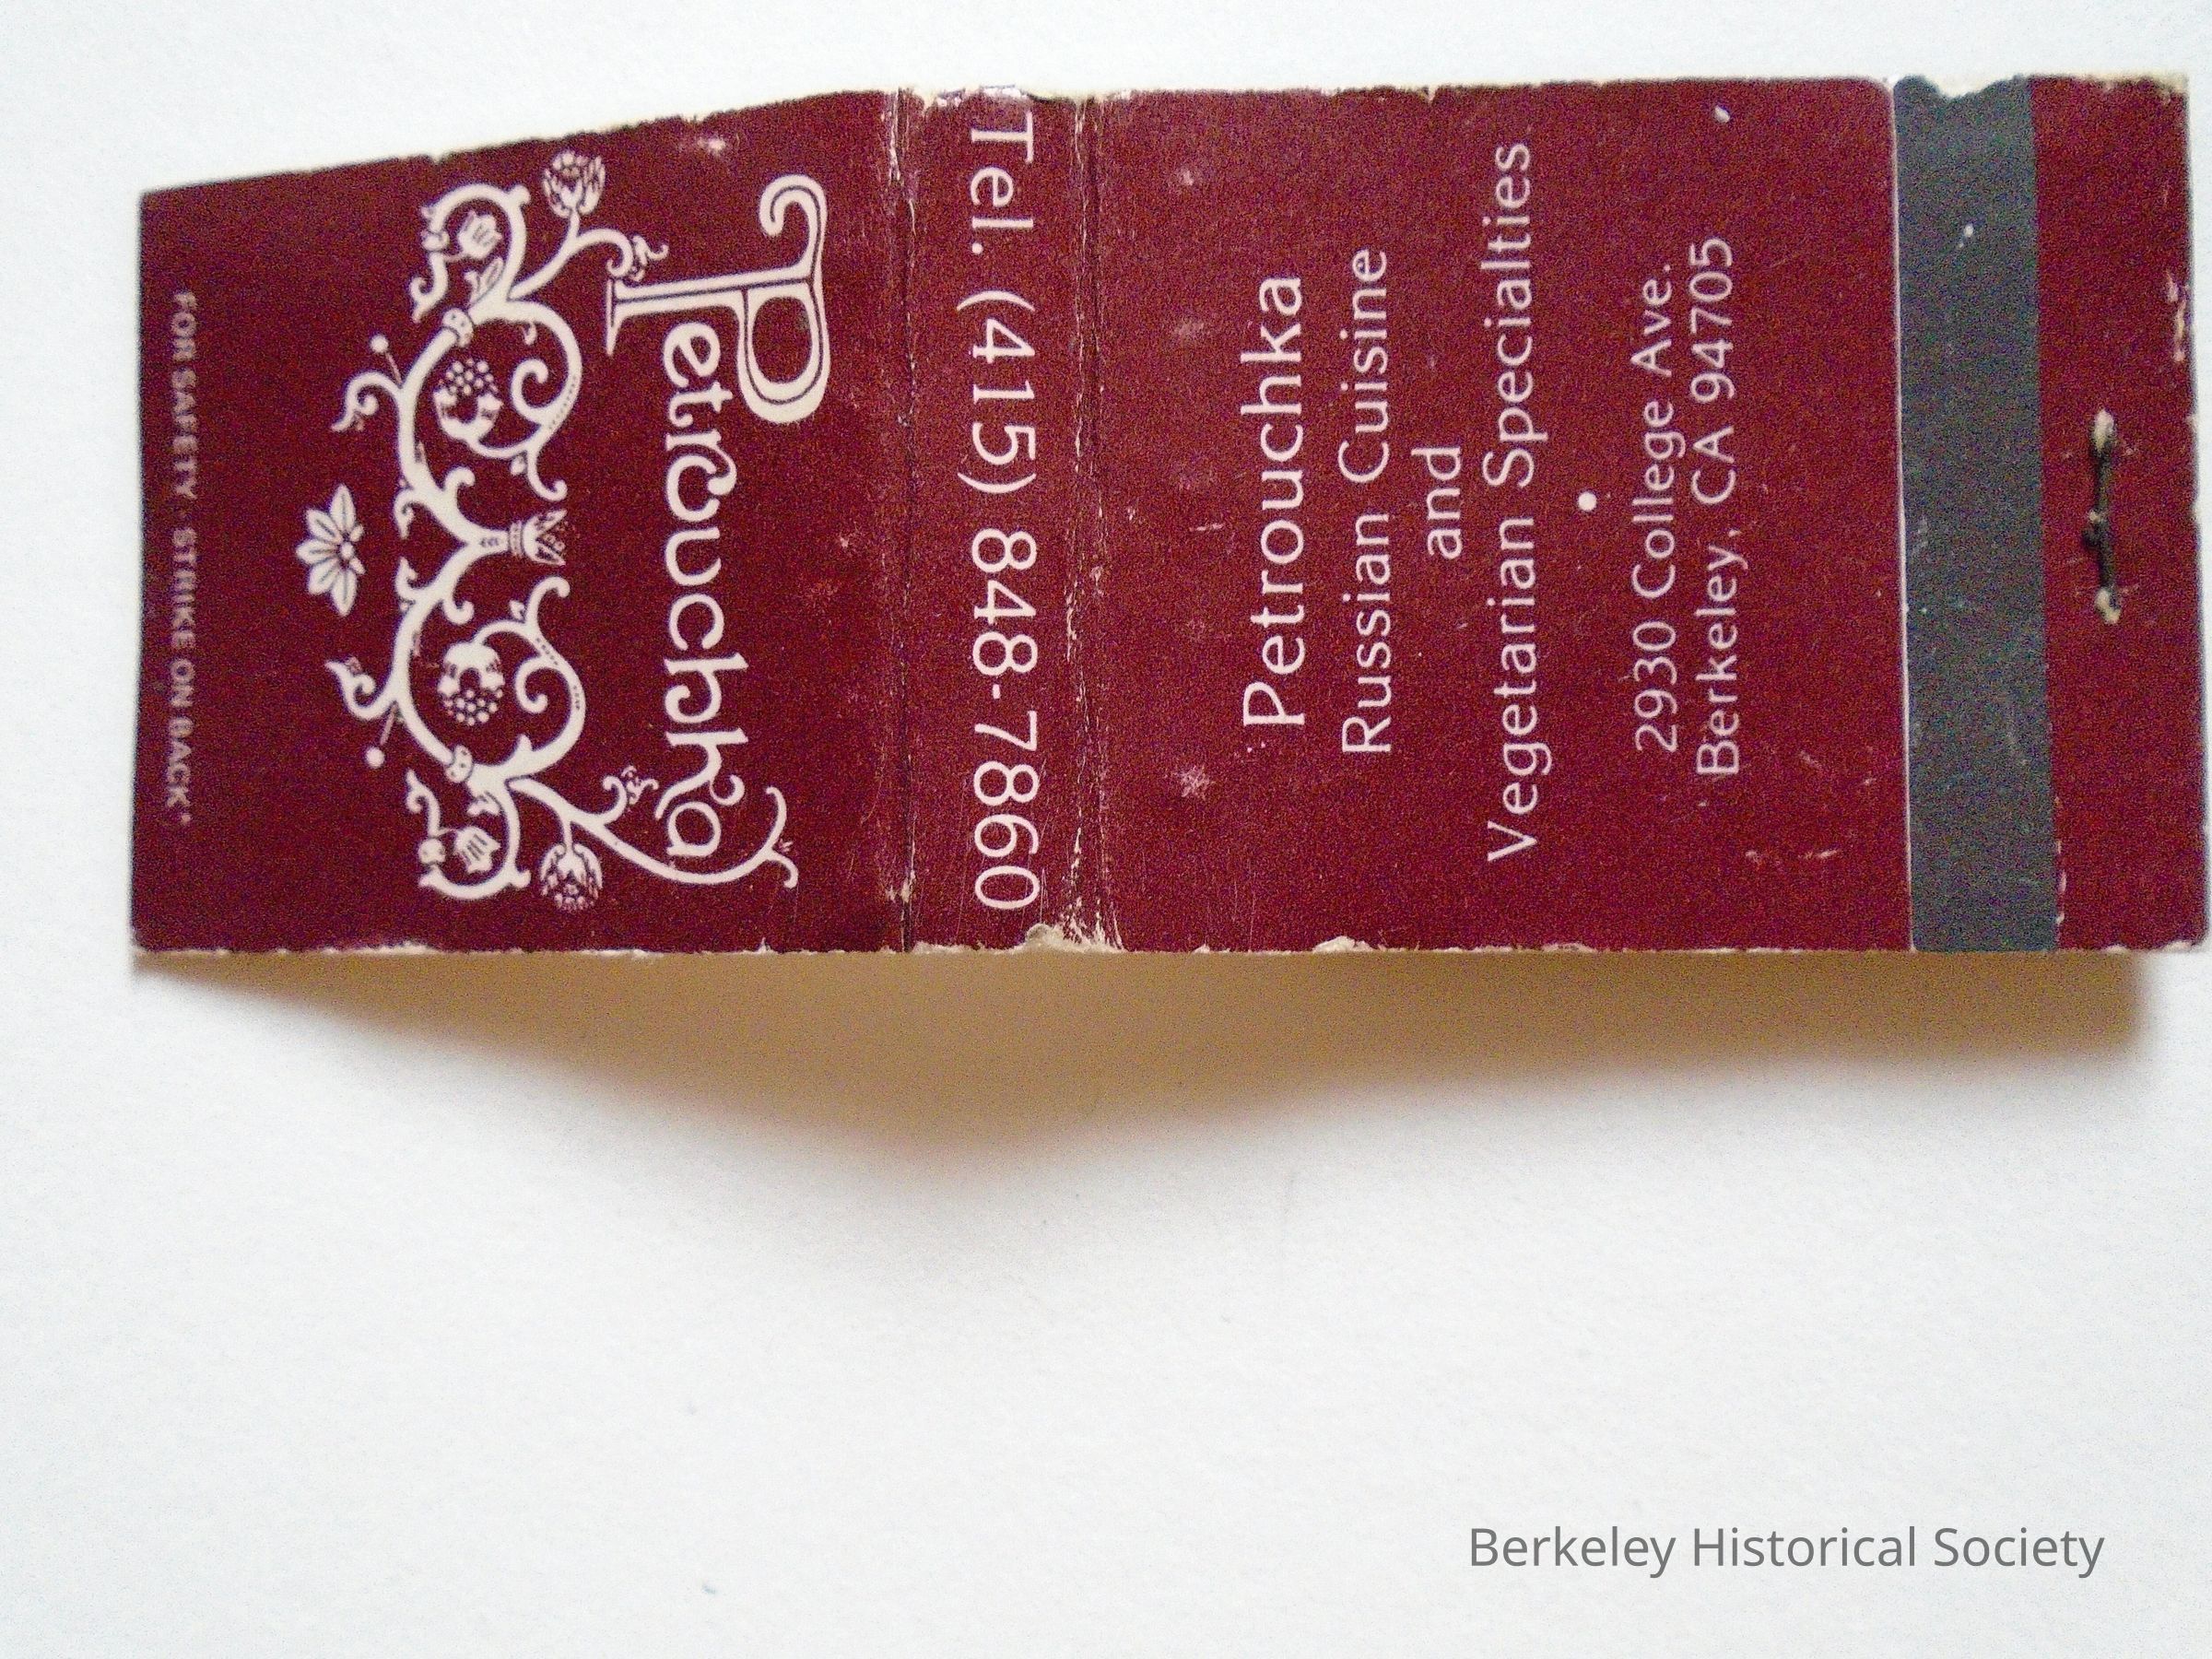 FOR SAFETY · STRIKE ON BACK
Petrouchka
Tel. (415) 848-7860
Petrouchka
Russian Cuisine
and
Vegetarian Specialties
•
2930 College Ave.
Berkeley, CA 94705
Berkeley Historical Society